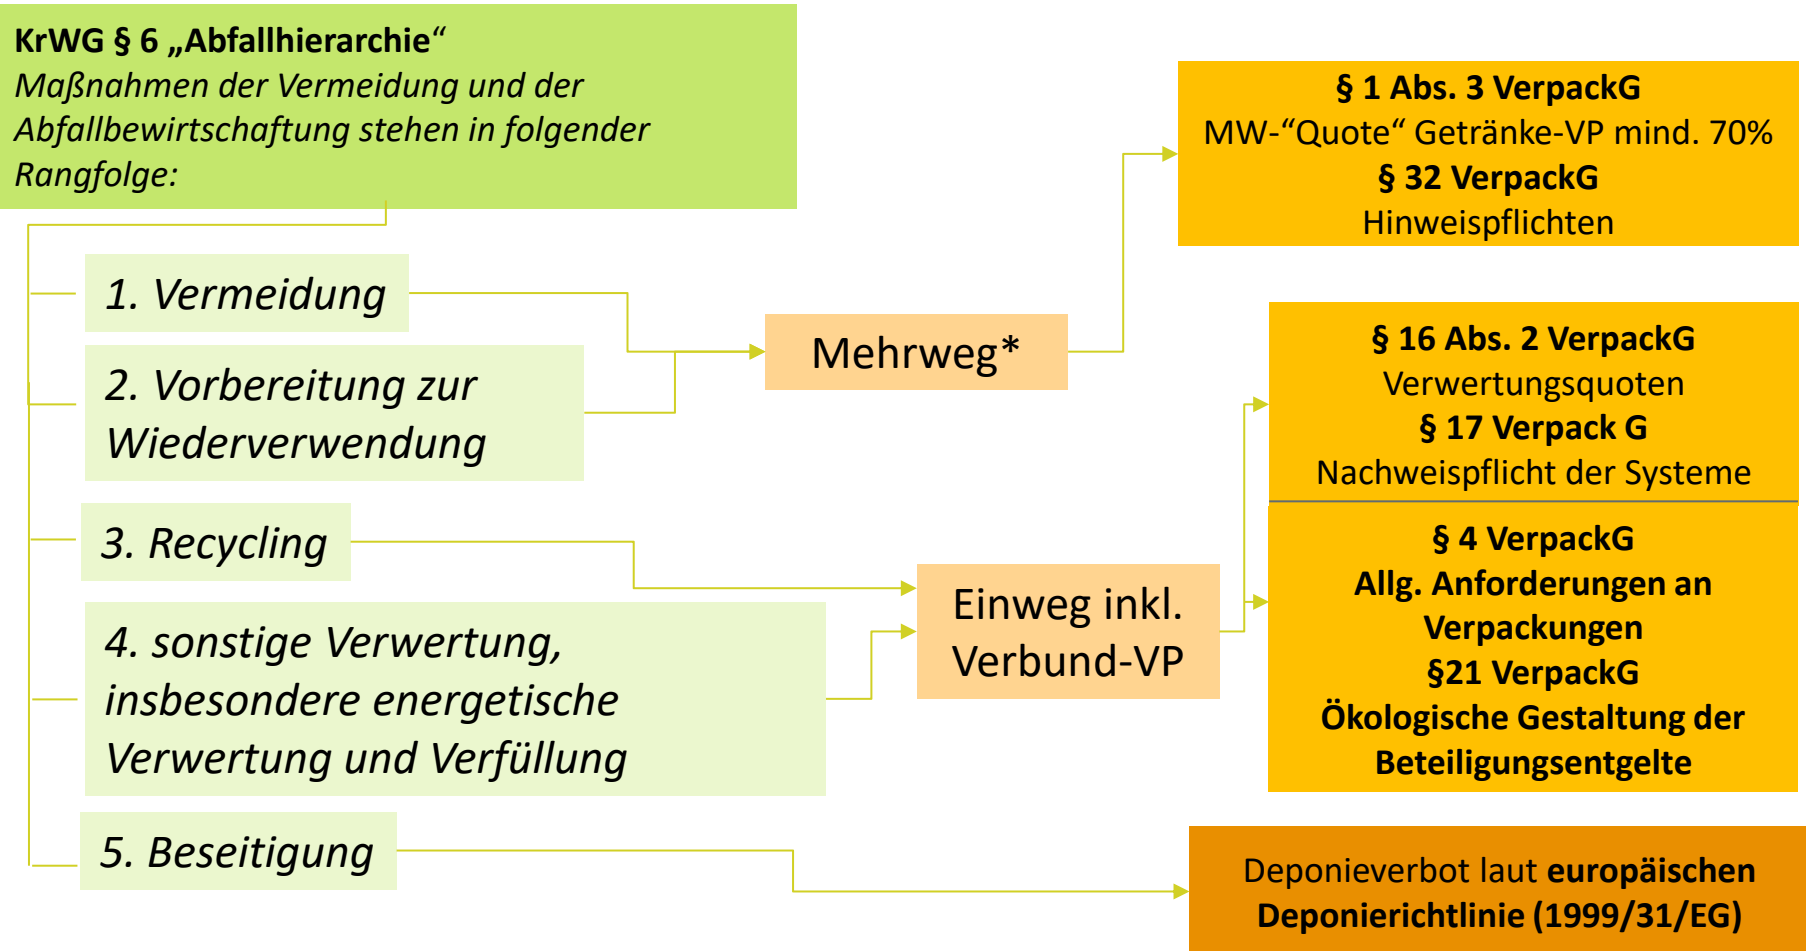 KrWG § 6 „Abfallhierarchie“
Maßnahmen der Vermeidung und der
Abfallbewirtschaftung stehen in folgender
Rangfolge:
1. Vermeidung
2. Vorbereitung zur
Wiederverwendung
3. Recycling
4. sonstige Verwertung,
insbesondere energetische
Verwertung und Verfüllung
5. Beseitigung
Mehrweg*
Einweg inkl.
Verbund-VP
§ 1 Abs. 3 VerpackG
MW-“Quote“ Getränke-VP mind. 70%
§ 32 VerpackG
Hinweispflichten
§ 16 Abs. 2 VerpackG
Verwertungsquoten
§ 17 Verpack G
Nachweispflicht der Systeme
§ 4 VerpackG
Allg. Anforderungen an
Verpackungen
§21 VerpackG
Ökologische Gestaltung der
Beteiligungsentgelte
Deponieverbot laut europäischen
Deponierichtlinie (1999/31/EG)